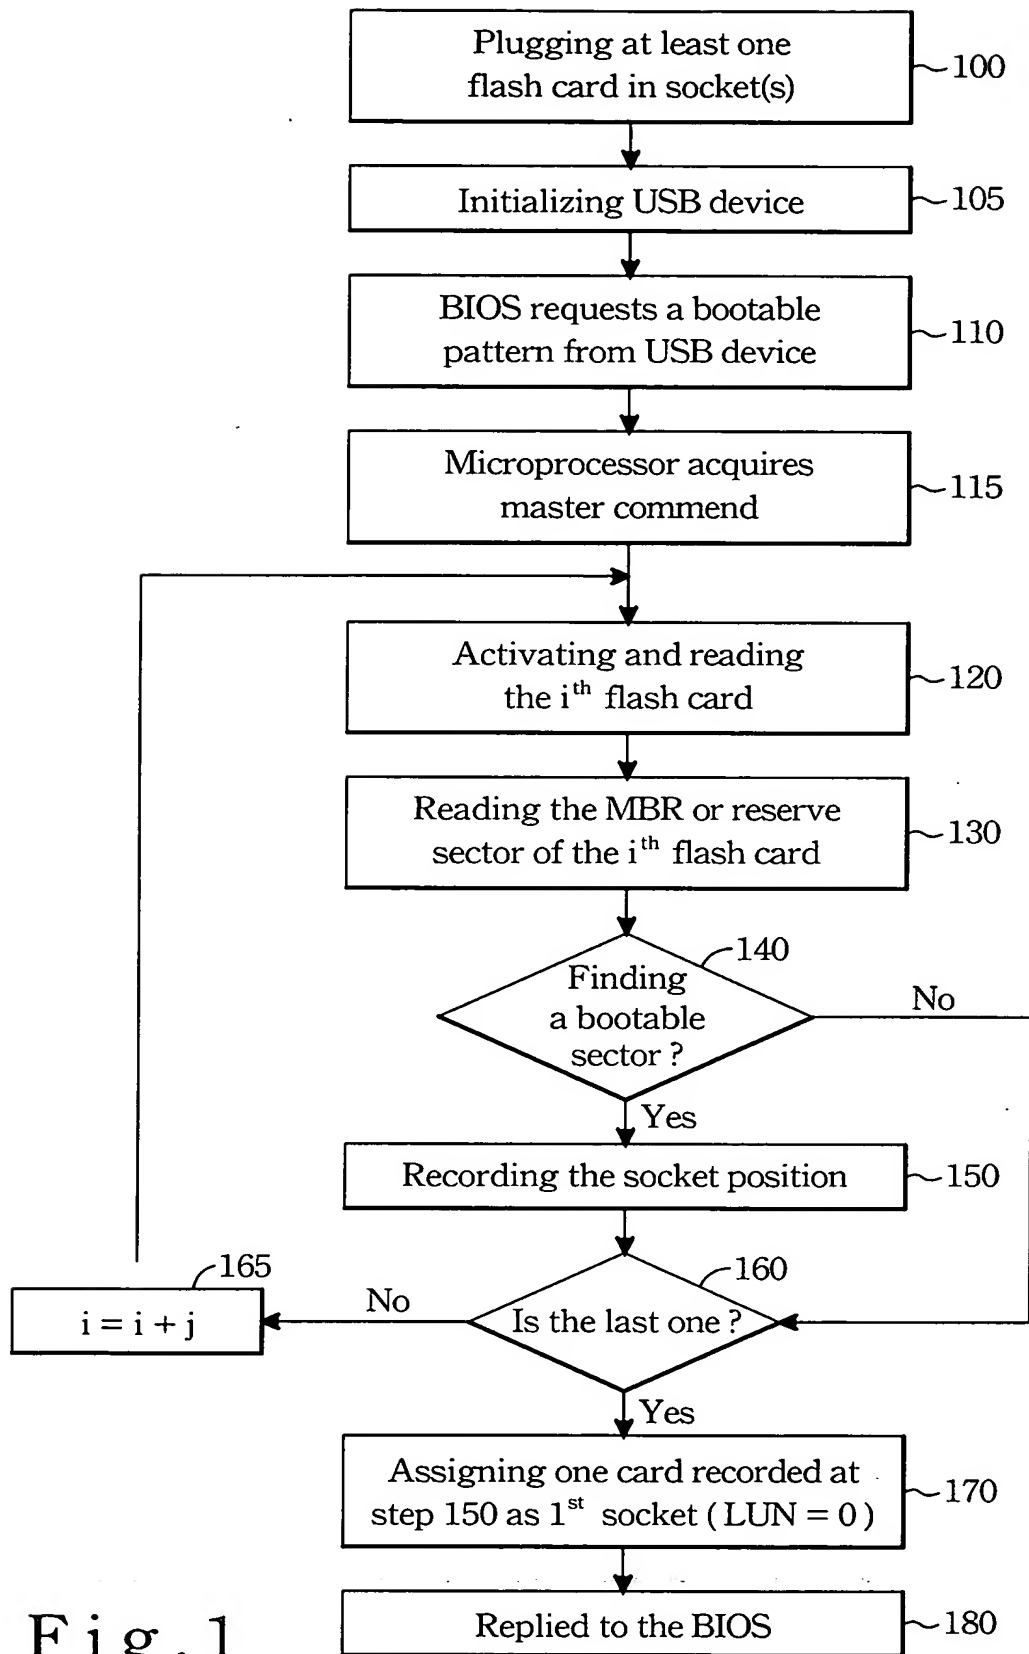 Plugging at least one
flash card in socket(s)
100
Initializing USB device
105
BIOS requests a bootable
pattern from USB device
110
Microprocessor acquires
master commend
115
Activating and reading
the i^th flash card
120
Reading the MBR or reserve
sector of the i^th flash card
130
140
Finding
a bootable
sector ?
No
Yes
Recording the socket position
150
165
i = i + j
No
160
Is the last one ?
Yes
Assigning one card recorded at
step 150 as 1^st socket ( LUN = 0 )
170
Replied to the BIOS
180
Fig.1